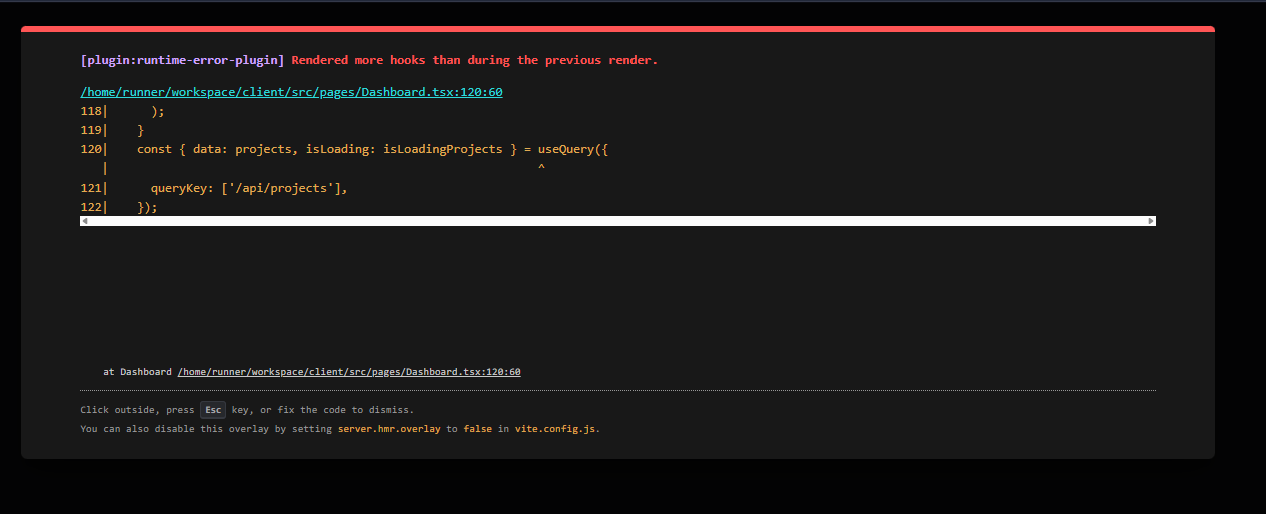 [plugin:runtime-error-plugin] Rendered more hooks than during the previous render.
/home/runner/workspace/client/src/pages/Dashboard.tsx:120:60
118|      );
119|    }
120|    const { data: projects, isLoading: isLoadingProjects } = useQuery({
   |                                                             ^
121|      queryKey: ['/api/projects'],
122|    });
at Dashboard /home/runner/workspace/client/src/pages/Dashboard.tsx:120:60
Click outside, press Esc key, or fix the code to dismiss.
You can also disable this overlay by setting server.hmr.overlay to false in vite.config.js.